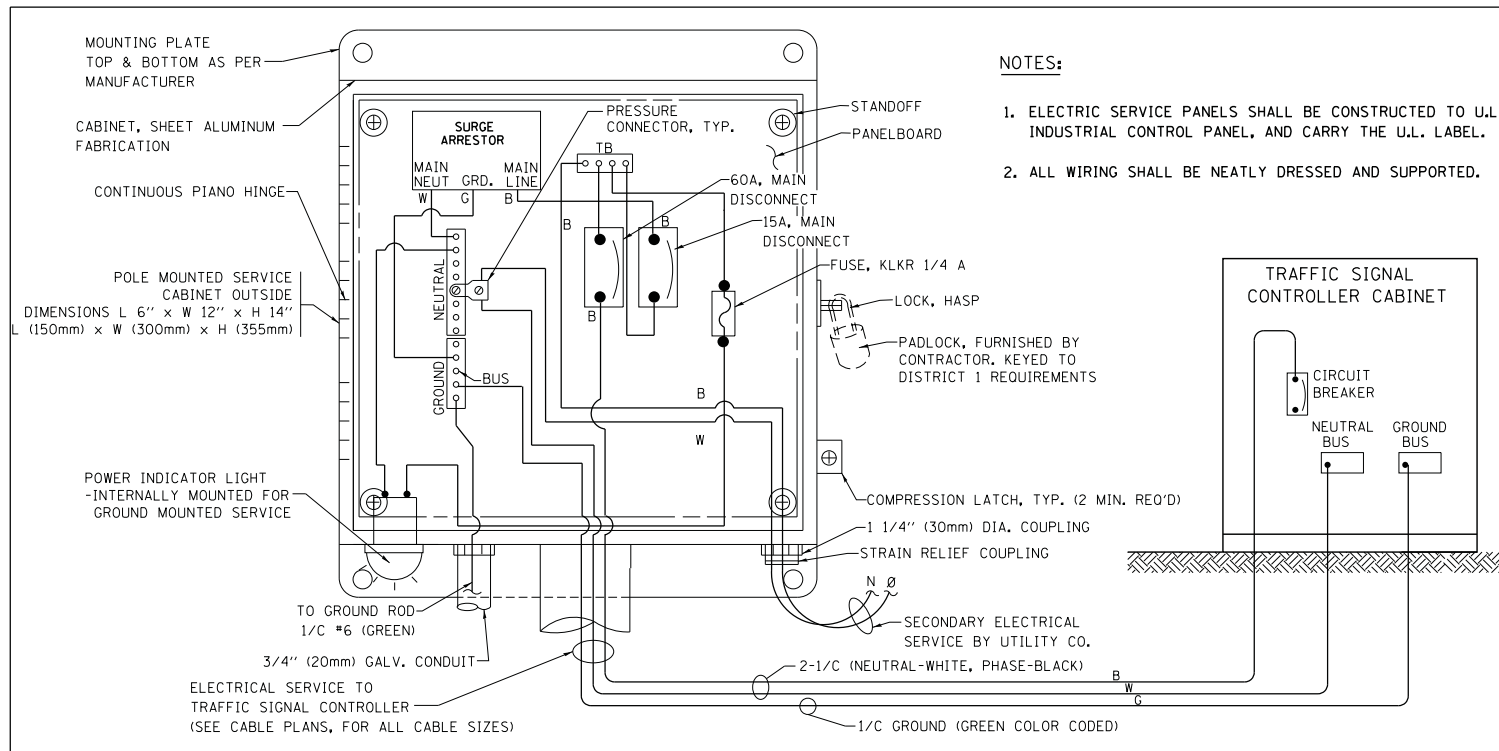 MOUNTING PLATE
TOP & BOTTOM AS PER
MANUFACTURER
CABINET, SHEET ALUMINUM
FABRICATION
CONTINUOUS PIANO HINGE
POLE MOUNTED SERVICE
CABINET OUTSIDE
DIMENSIONS L 6" x W 12" x H 14"
L (150mm) x W (300mm) x H (355mm)
POWER INDICATOR LIGHT
-INTERNALLY MOUNTED FOR
GROUND MOUNTED SERVICE
SURGE
ARRESTOR
MAIN
NEUT
GRD.
MAIN
LINE
W
G
B
PRESSURE
CONNECTOR, TYP.
TB
60A, MAIN
DISCONNECT
B
B
15A, MAIN
DISCONNECT
B
FUSE, KLKR 1/4 A
NEUTRAL
GROUND
BUS
B
W
STANDOFF
PANELBOARD
LOCK, HASP
PADLOCK, FURNISHED BY
CONTRACTOR. KEYED TO
DISTRICT 1 REQUIREMENTS
COMPRESSION LATCH, TYP. (2 MIN. REQ'D)
1 1/4" (30mm) DIA. COUPLING
STRAIN RELIEF COUPLING
N Ø
SECONDARY ELECTRICAL
SERVICE BY UTILITY CO.
TO GROUND ROD
1/C #6 (GREEN)
3/4" (20mm) GALV. CONDUIT
ELECTRICAL SERVICE TO
TRAFFIC SIGNAL CONTROLLER
(SEE CABLE PLANS, FOR ALL CABLE SIZES)
2-1/C (NEUTRAL-WHITE, PHASE-BLACK)
1/C GROUND (GREEN COLOR CODED)
B
W
G
NOTES:
1. ELECTRIC SERVICE PANELS SHALL BE CONSTRUCTED TO U.L
INDUSTRIAL CONTROL PANEL, AND CARRY THE U.L. LABEL.
2. ALL WIRING SHALL BE NEATLY DRESSED AND SUPPORTED.
TRAFFIC SIGNAL
CONTROLLER CABINET
CIRCUIT
BREAKER
NEUTRAL
BUS
GROUND
BUS